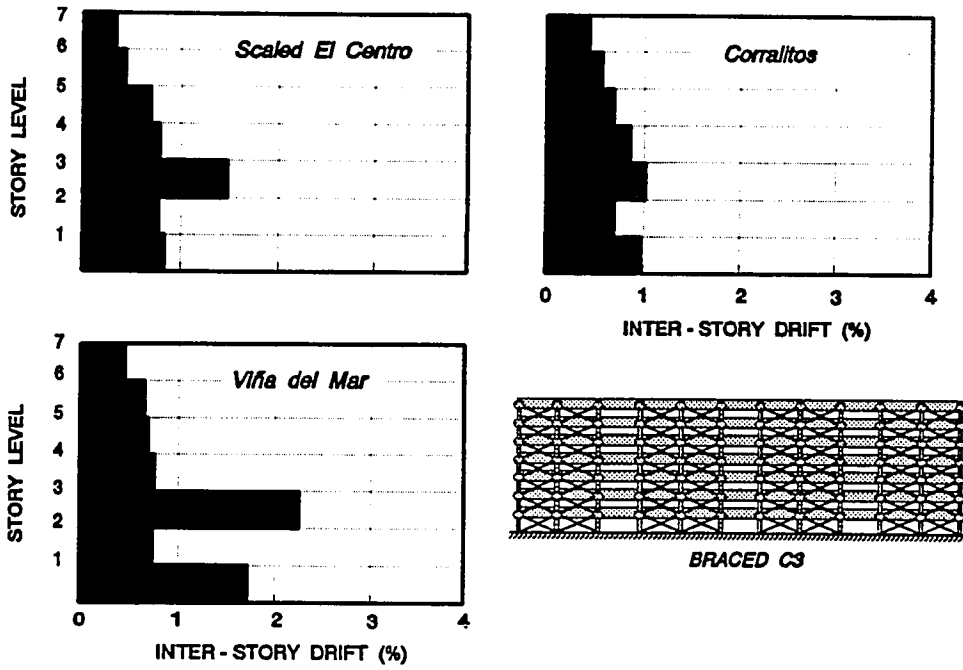 7
6
5
4
3
2
1
STORY LEVEL
Scaled El Centro
Corralitos
0 1 2 3 4
INTER - STORY DRIFT (%)
7
6
5
4
3
2
1
STORY LEVEL
Viña del Mar
0 1 2 3 4
INTER - STORY DRIFT (%)
BRACED C3